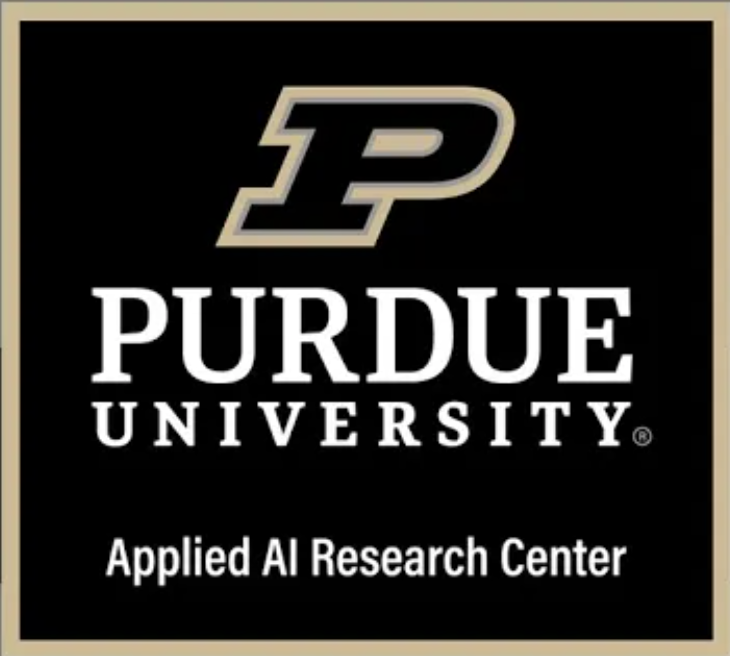 P
PURDUE
UNIVERSITY®
Applied AI Research Center